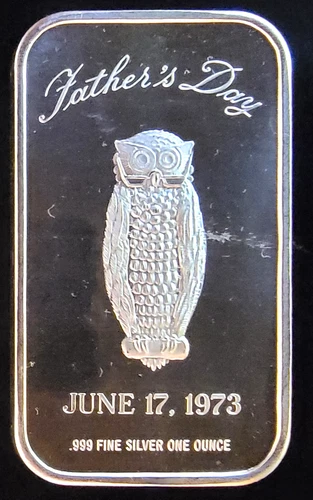 Father's Day
JUNE 17, 1973
.999 FINE SILVER ONE OUNCE